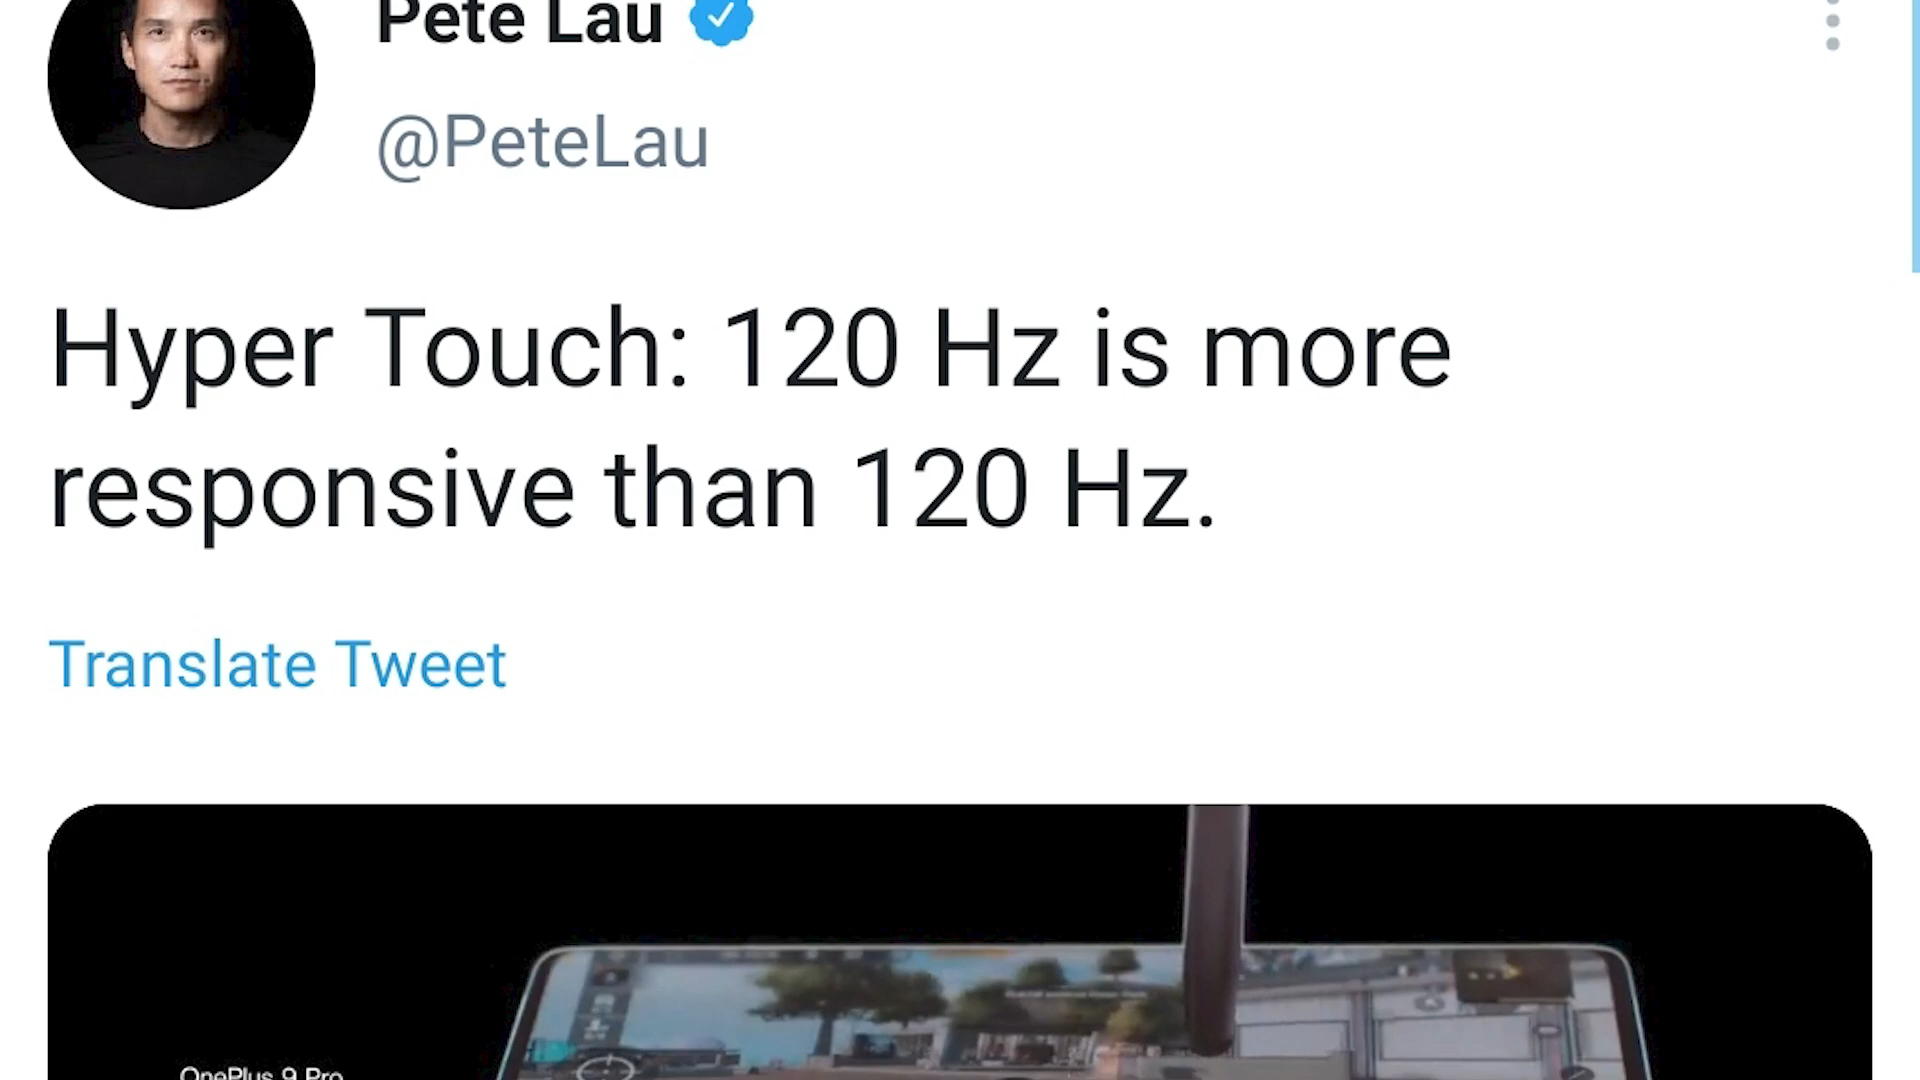 Pete Lau
@PeteLau
Hyper Touch: 120 Hz is more
responsive than 120 Hz.
Translate Tweet
OnePlus 9 Pro